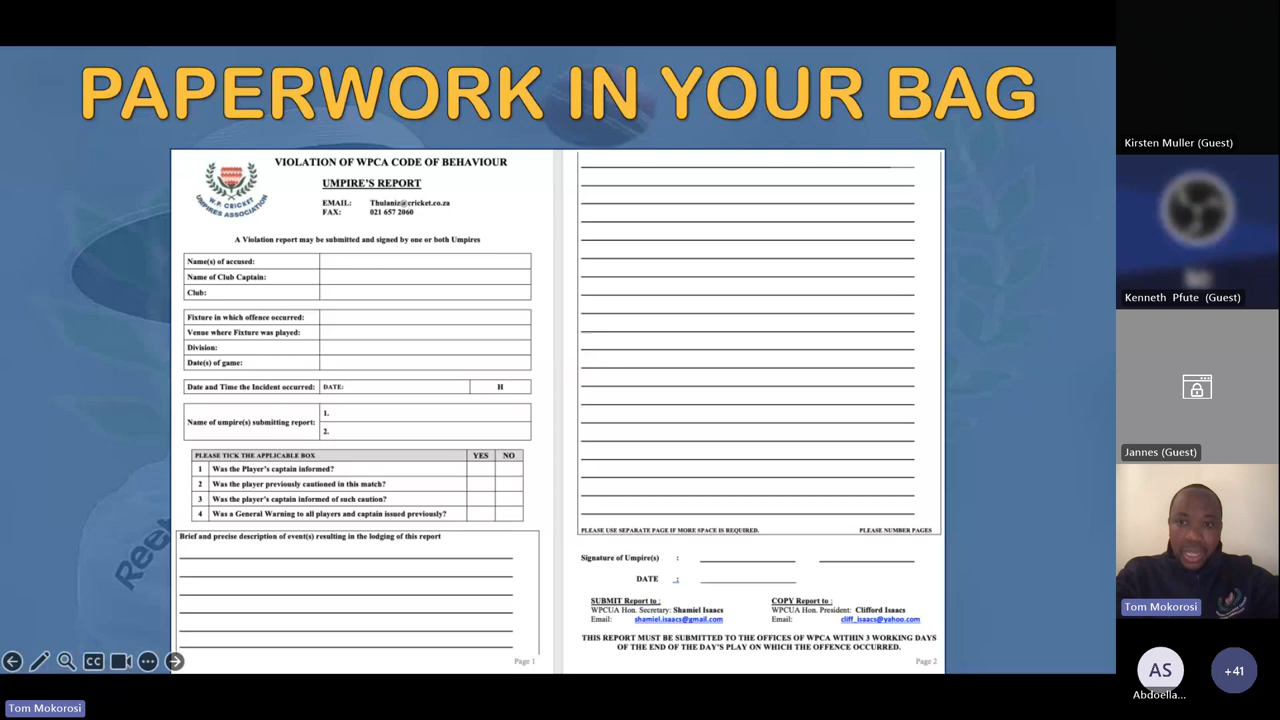 PAPERWORK IN YOUR BAG
VIOLATION OF WPCA CODE OF BEHAVIOUR
UMPIRE'S REPORT
W.P. CRICKET
UMPIRES ASSOCIATION
EMAIL: Thulaniz@cricket.co.za
FAX: 021 657 2060
A Violation report may be submitted and signed by one or both Umpires
Name(s) of accused:
Name of Club Captain:
Club:
Fixture in which offence occurred:
Venue where Fixture was played:
Division:
Date(s) of game:
Date and Time the Incident occurred: DATE: H
Name of umpire(s) submitting report:
1.
2.
PLEASE TICK THE APPLICABLE BOX YES NO
1 Was the Player's captain informed?
2 Was the player previously cautioned in this match?
3 Was the player's captain informed of such caution?
4 Was a General Warning to all players and captain issued previously?
Brief and precise description of event(s) resulting in the lodging of this report
Page 1
PLEASE USE SEPARATE PAGE IF MORE SPACE IS REQUIRED. PLEASE NUMBER PAGES
Signature of Umpire(s) :
DATE :
SUBMIT Report to :
WPCUA Hon. Secretary: Shamiel Isaacs
Email: shamiel.isaacs@gmail.com
COPY Report to :
WPCUA Hon. President: Clifford Isaacs
Email: cliff_isaacs@yahoo.com
THIS REPORT MUST BE SUBMITTED TO THE OFFICES OF WPCA WITHIN 3 WORKING DAYS
OF THE END OF THE DAY'S PLAY ON WHICH THE OFFENCE OCCURRED.
Page 2
Reeb
CC
Tom Mokorosi
Kirsten Muller (Guest)
Kenneth Pfute (Guest)
Jannes (Guest)
Tom Mokorosi
AS
Abdoella...
+41